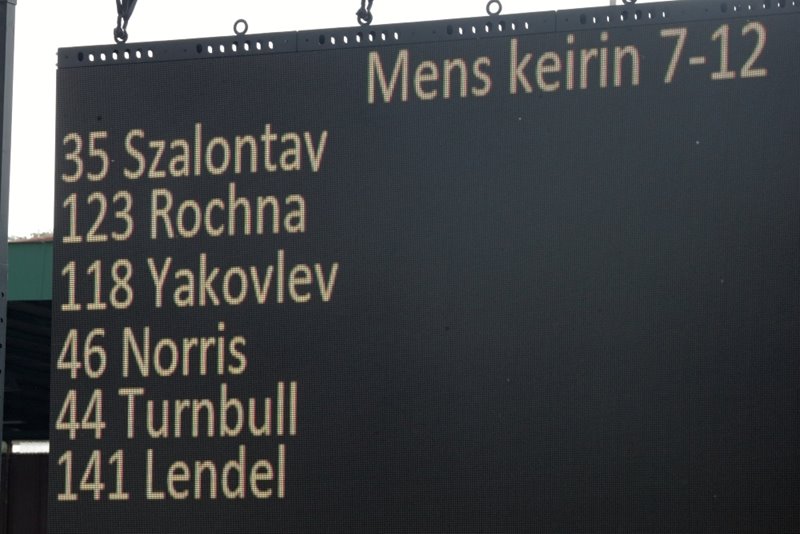 Mens keirin 7-12
35 Szalontav
123 Rochna
118 Yakovlev
46 Norris
44 Turnbull
141 Lendel